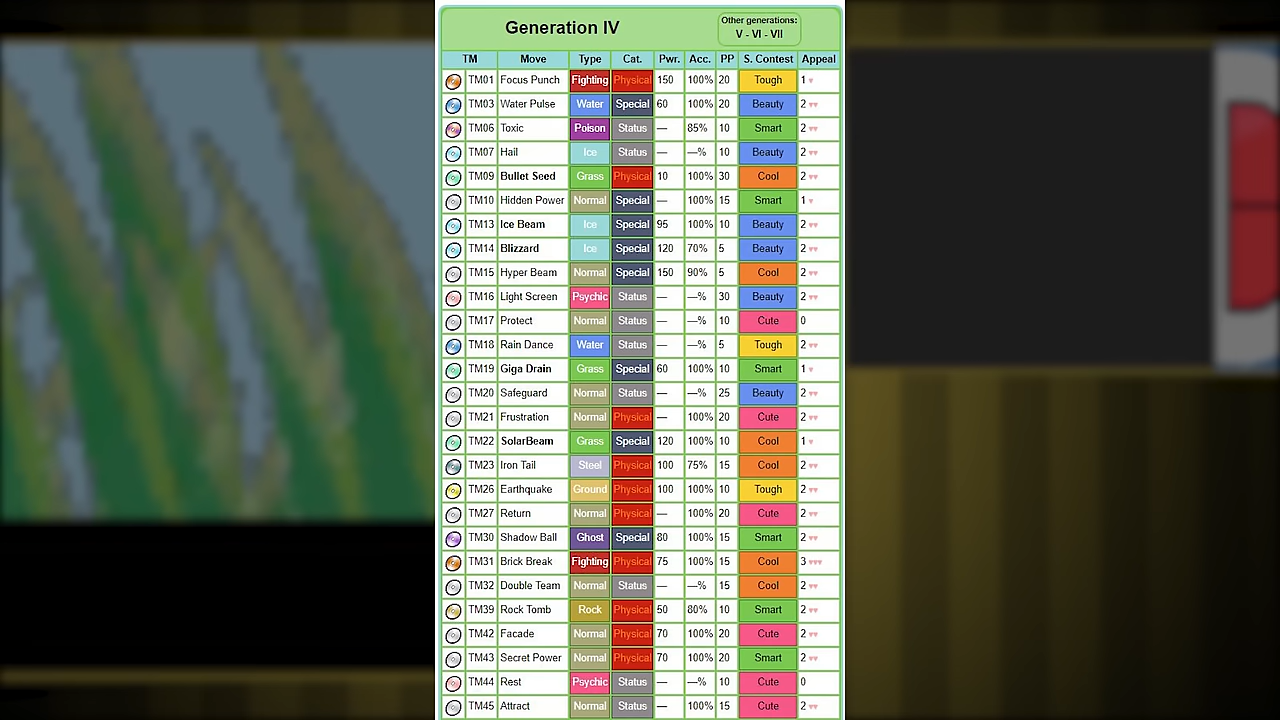 Generation IV
Other generations:
V - VI - VII
TM Move Type Cat. Pwr. Acc. PP S. Contest Appeal
TM01 Focus Punch Fighting Physical 150 100% 20 Tough 1 ♥
TM03 Water Pulse Water Special 60 100% 20 Beauty 2 ♥♥
TM06 Toxic Poison Status — 85% 10 Smart 2 ♥♥
TM07 Hail Ice Status — —% 10 Beauty 2 ♥♥
TM09 Bullet Seed Grass Physical 10 100% 30 Cool 2 ♥♥
TM10 Hidden Power Normal Special — 100% 15 Smart 1 ♥
TM13 Ice Beam Ice Special 95 100% 10 Beauty 2 ♥♥
TM14 Blizzard Ice Special 120 70% 5 Beauty 2 ♥♥
TM15 Hyper Beam Normal Special 150 90% 5 Cool 2 ♥♥
TM16 Light Screen Psychic Status — —% 30 Beauty 2 ♥♥
TM17 Protect Normal Status — —% 10 Cute 0
TM18 Rain Dance Water Status — —% 5 Tough 2 ♥♥
TM19 Giga Drain Grass Special 60 100% 10 Smart 1 ♥
TM20 Safeguard Normal Status — —% 25 Beauty 2 ♥♥
TM21 Frustration Normal Physical — 100% 20 Cute 2 ♥♥
TM22 SolarBeam Grass Special 120 100% 10 Cool 1 ♥
TM23 Iron Tail Steel Physical 100 75% 15 Cool 2 ♥♥
TM26 Earthquake Ground Physical 100 100% 10 Tough 2 ♥♥
TM27 Return Normal Physical — 100% 20 Cute 2 ♥♥
TM30 Shadow Ball Ghost Special 80 100% 15 Smart 2 ♥♥
TM31 Brick Break Fighting Physical 75 100% 15 Cool 3 ♥♥♥
TM32 Double Team Normal Status — —% 15 Cool 2 ♥♥
TM39 Rock Tomb Rock Physical 50 80% 10 Smart 2 ♥♥
TM42 Facade Normal Physical 70 100% 20 Cute 2 ♥♥
TM43 Secret Power Normal Physical 70 100% 20 Smart 2 ♥♥
TM44 Rest Psychic Status — —% 10 Cute 0
TM45 Attract Normal Status — 100% 15 Cute 2 ♥♥